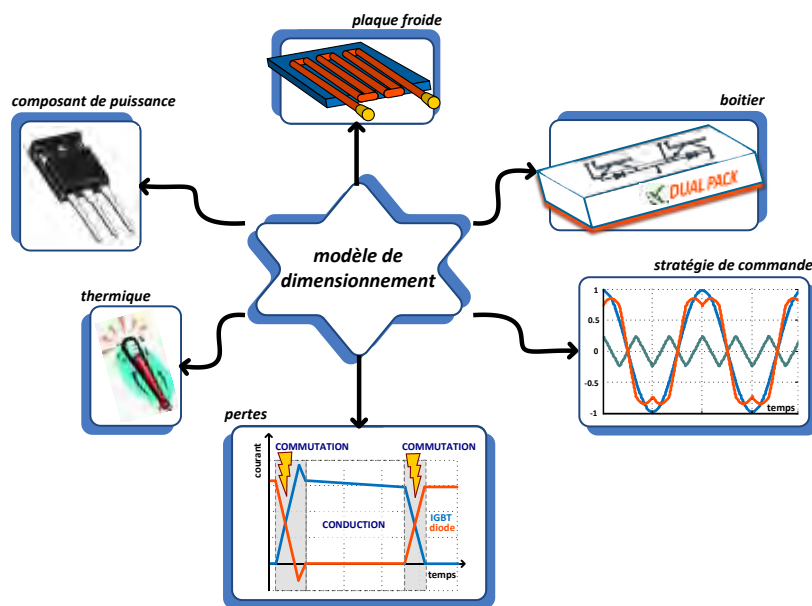 plaque froide
composant de puissance
boitier
DUAL PACK
modèle de
dimensionnement
stratégie de commande
1
0.5
0
-0.5
-1
temps
thermique
pertes
courant
COMMUTATION
COMMUTATION
CONDUCTION
IGBT
diode
temps